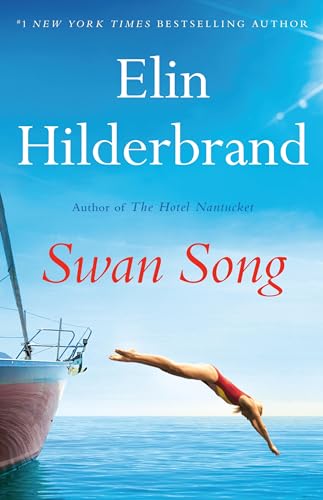 #1 NEW YORK TIMES BESTSELLING AUTHOR
Elin
Hilderbrand
Author of The Hotel Nantucket
Swan Song